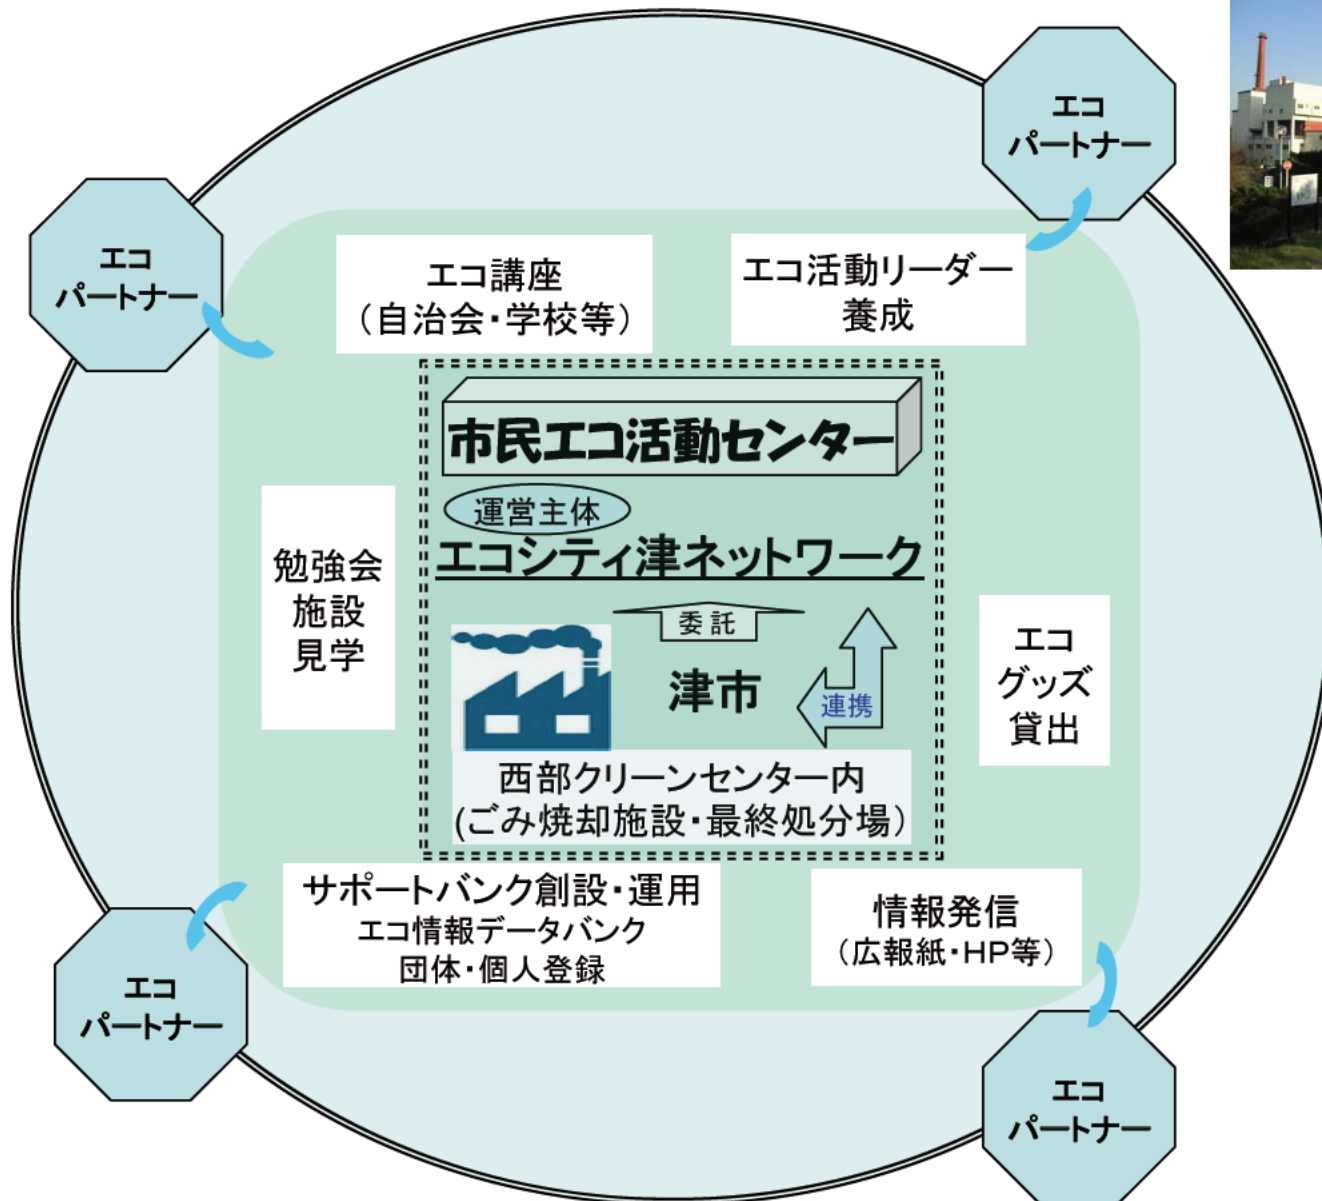 エコ
パートナー
エコ
パートナー
エコ講座
（自治会・学校等）
エコ活動リーダー
養成
市民エコ活動センター
運営主体
エコシティ津ネットワーク
勉強会
施設
見学
委託
津市
連携
エコ
グッズ
貸出
西部クリーンセンター内
(ごみ焼却施設・最終処分場）
サポートバンク創設・運用
エコ情報データバンク
団体・個人登録
情報発信
（広報紙・HP等）
エコ
パートナー
エコ
パートナー